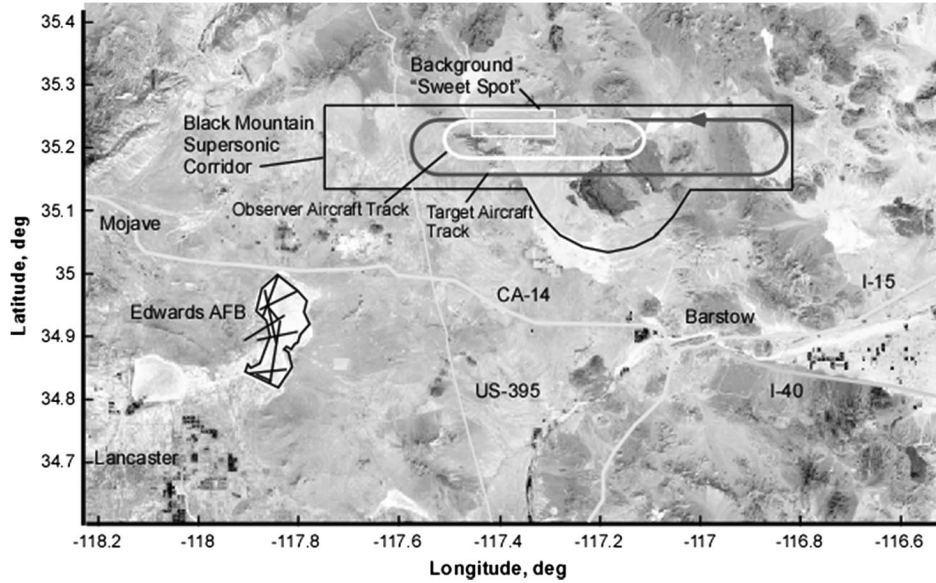 35.4
35.3
35.2
35.1
35
34.9
34.8
34.7
Latitude, deg
Background
“Sweet Spot”
Black Mountain
Supersonic
Corridor
Observer Aircraft Track
Target Aircraft
Track
Mojave
CA-14
I-15
Edwards AFB
Barstow
US-395
I-40
Lancaster
-118.2
-118
-117.8
-117.6
-117.4
-117.2
-117
-116.8
-116.6
Longitude, deg